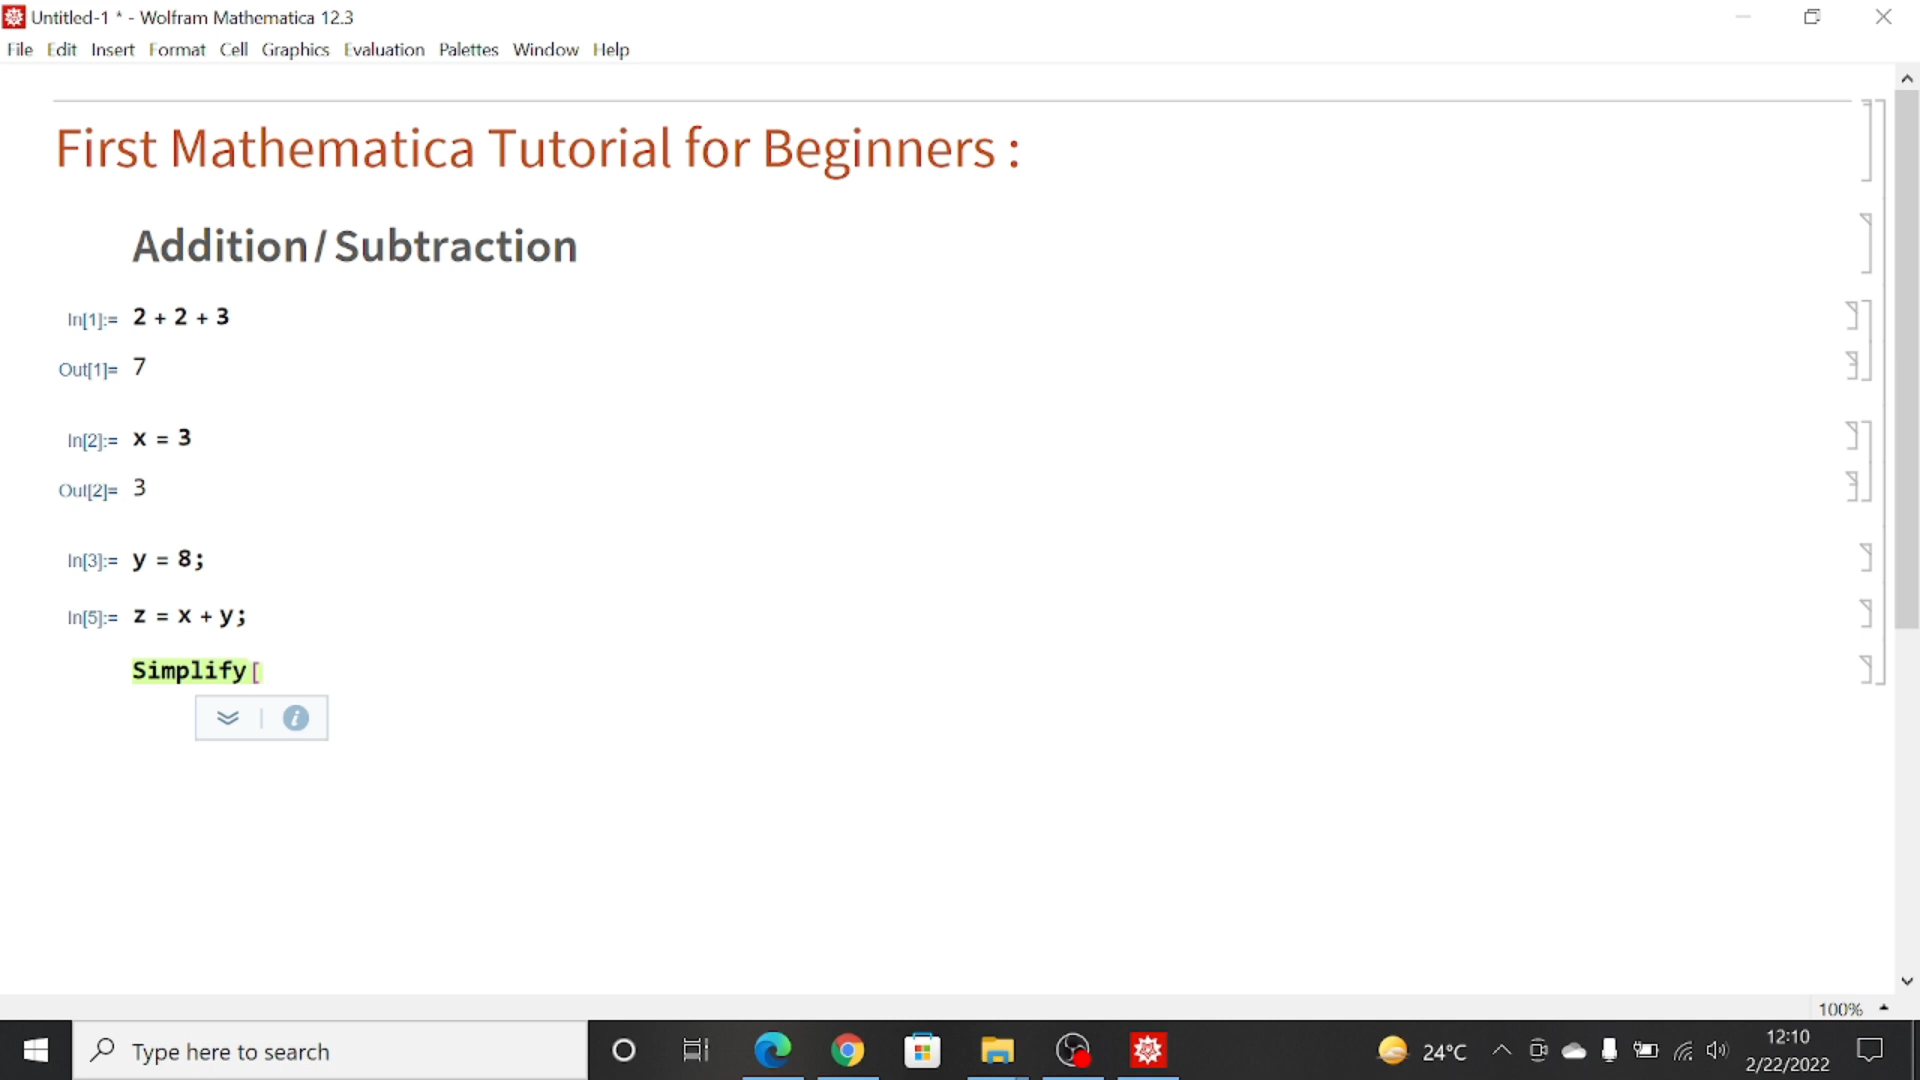 Untitled-1 * - Wolfram Mathematica 12.3
File Edit Insert Format Cell Graphics Evaluation Palettes Window Help
First Mathematica Tutorial for Beginners :
Addition/Subtraction
In[1]:= 2 + 2 + 3
Out[1]= 7
In[2]:= x = 3
Out[2]= 3
In[3]:= y = 8;
In[5]:= z = x + y;
Simplify[
i
100%
Type here to search
24°C
12:10
2/22/2022